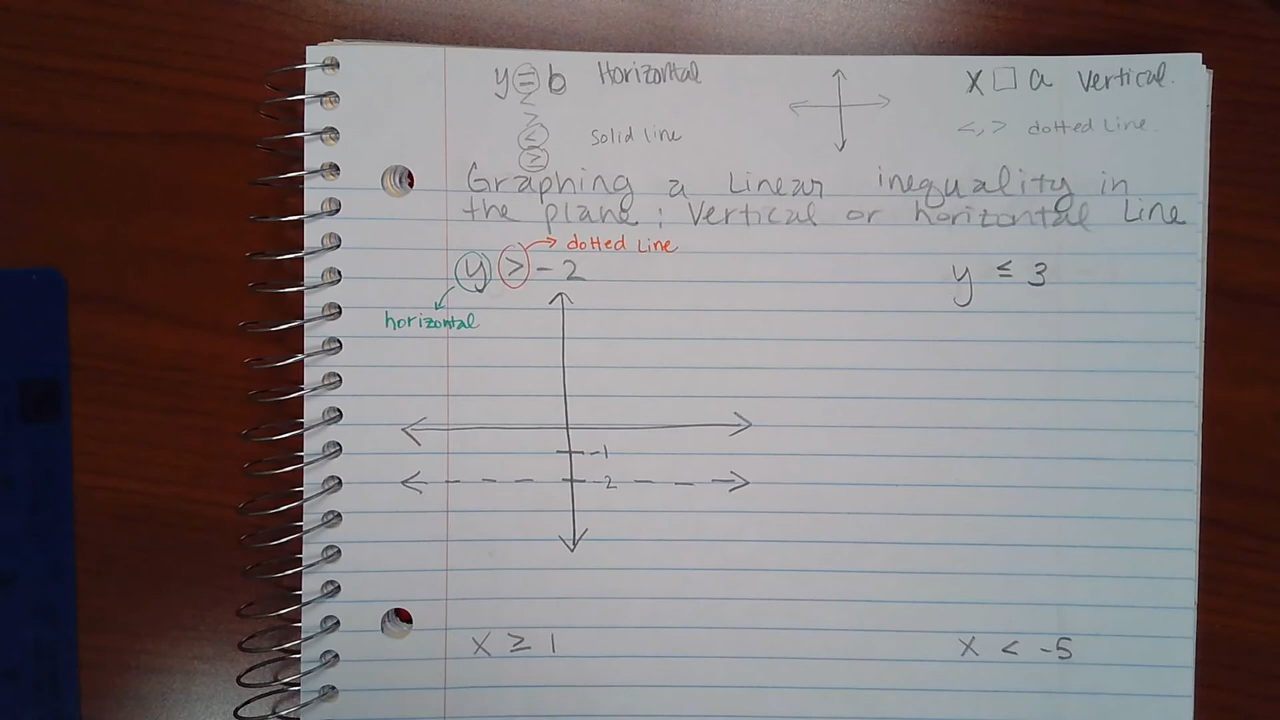 y = b Horizontal
x □ a vertical.
<
>
≤ solid line
<, > dotted Line.
≥
Graphing a Linear inequality in
the plane: Vertical or horizontal Line
→ dotted Line
y > -2
y ≤ 3
horizontal
-1
-2
x ≥ 1
x < -5